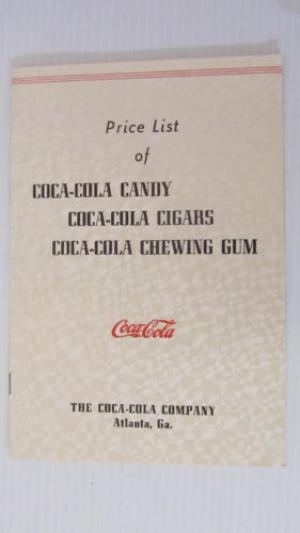 Price List
of
COCA-COLA CANDY
COCA-COLA CIGARS
COCA-COLA CHEWING GUM
Coca-Cola
THE COCA-COLA COMPANY
Atlanta, Ga.